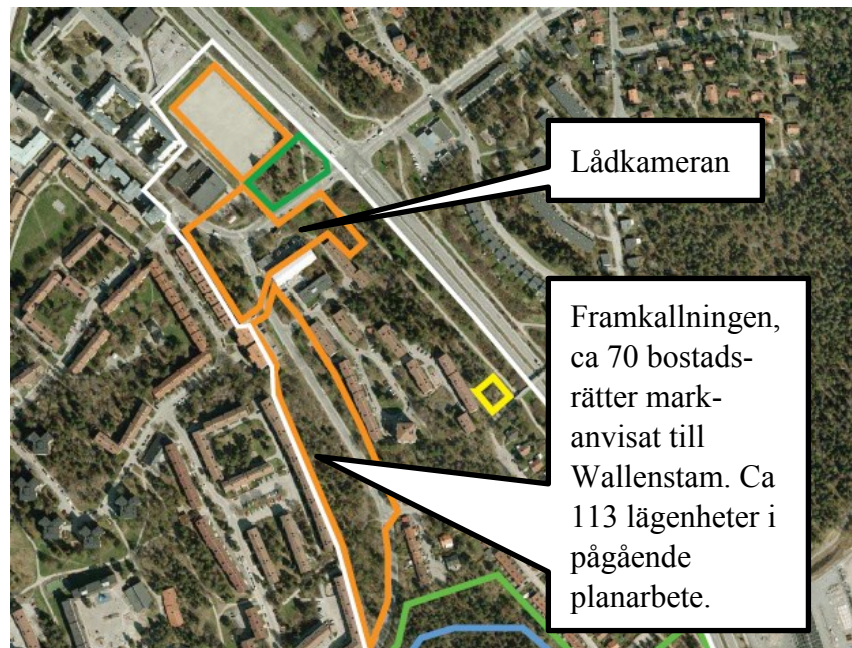 Lådkameran
Framkallningen,
ca 70 bostads-
rätter mark-
anvisat till
Wallenstam. Ca
113 lägenheter i
pågående
planarbete.